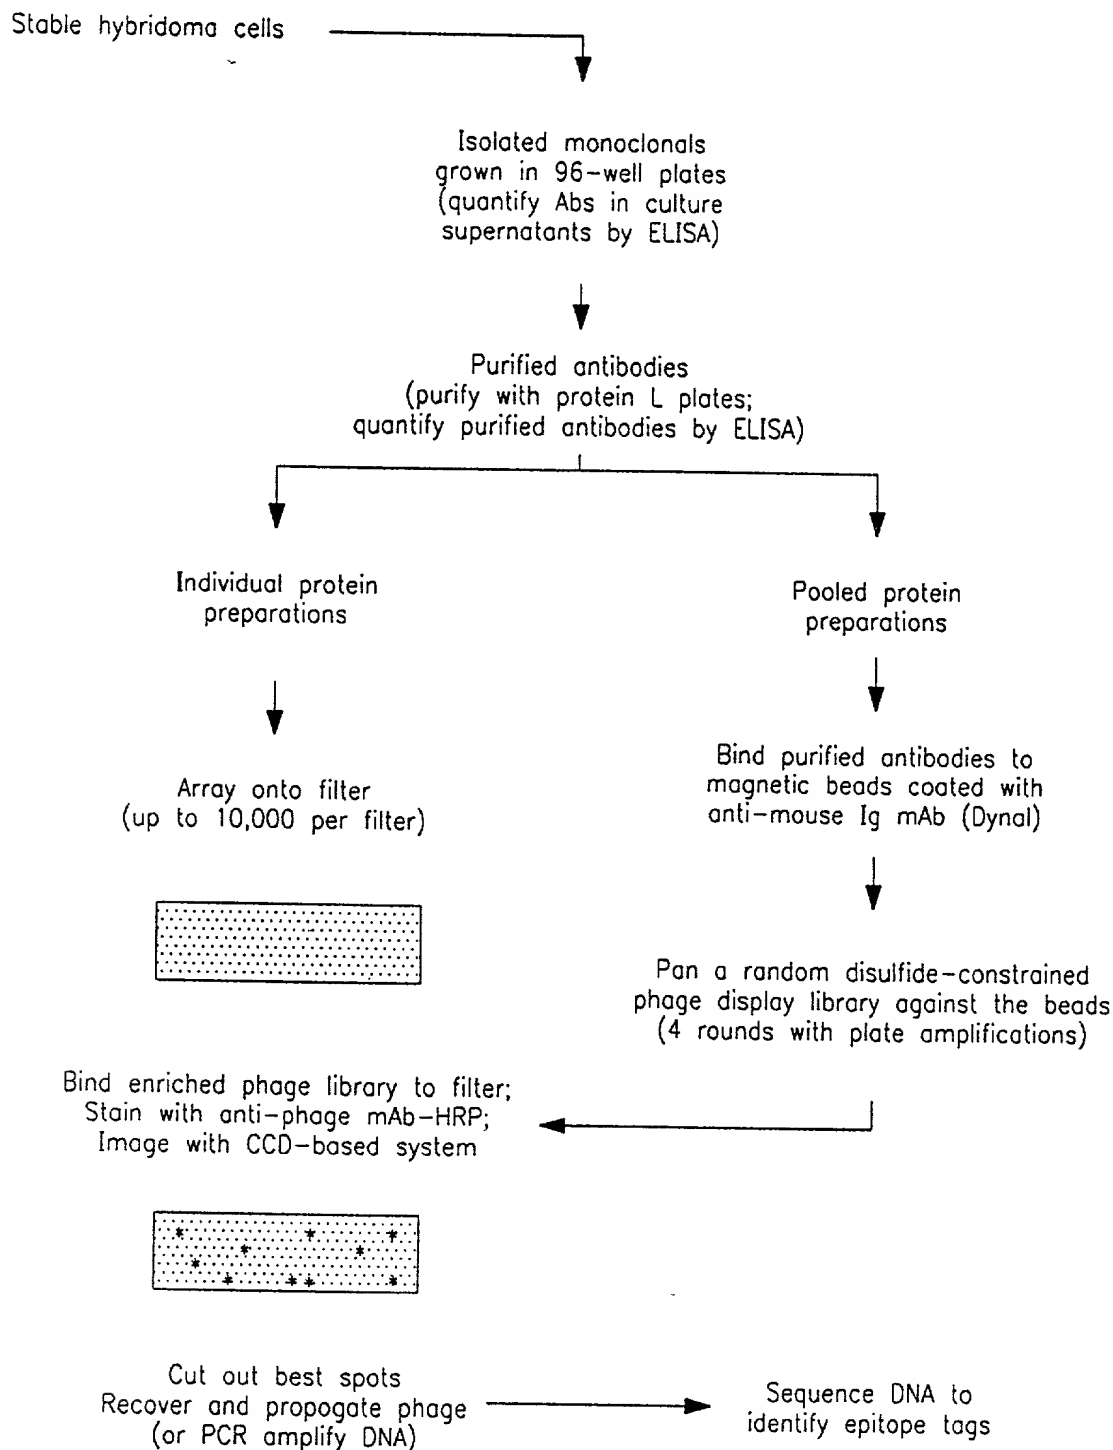 Stable hybridoma cells
Isolated monoclonals
grown in 96-well plates
(quantify Abs in culture
supernatants by ELISA)
Purified antibodies
(purify with protein L plates;
quantify purified antibodies by ELISA)
Individual protein
preparations
Pooled protein
preparations
Array onto filter
(up to 10,000 per filter)
Bind purified antibodies to
magnetic beads coated with
anti-mouse Ig mAb (Dynal)
Pan a random disulfide-constrained
phage display library against the beads
(4 rounds with plate amplifications)
Bind enriched phage library to filter;
Stain with anti-phage mAb-HRP;
Image with CCD-based system
Cut out best spots
Recover and propogate phage
(or PCR amplify DNA)
Sequence DNA to
identify epitope tags